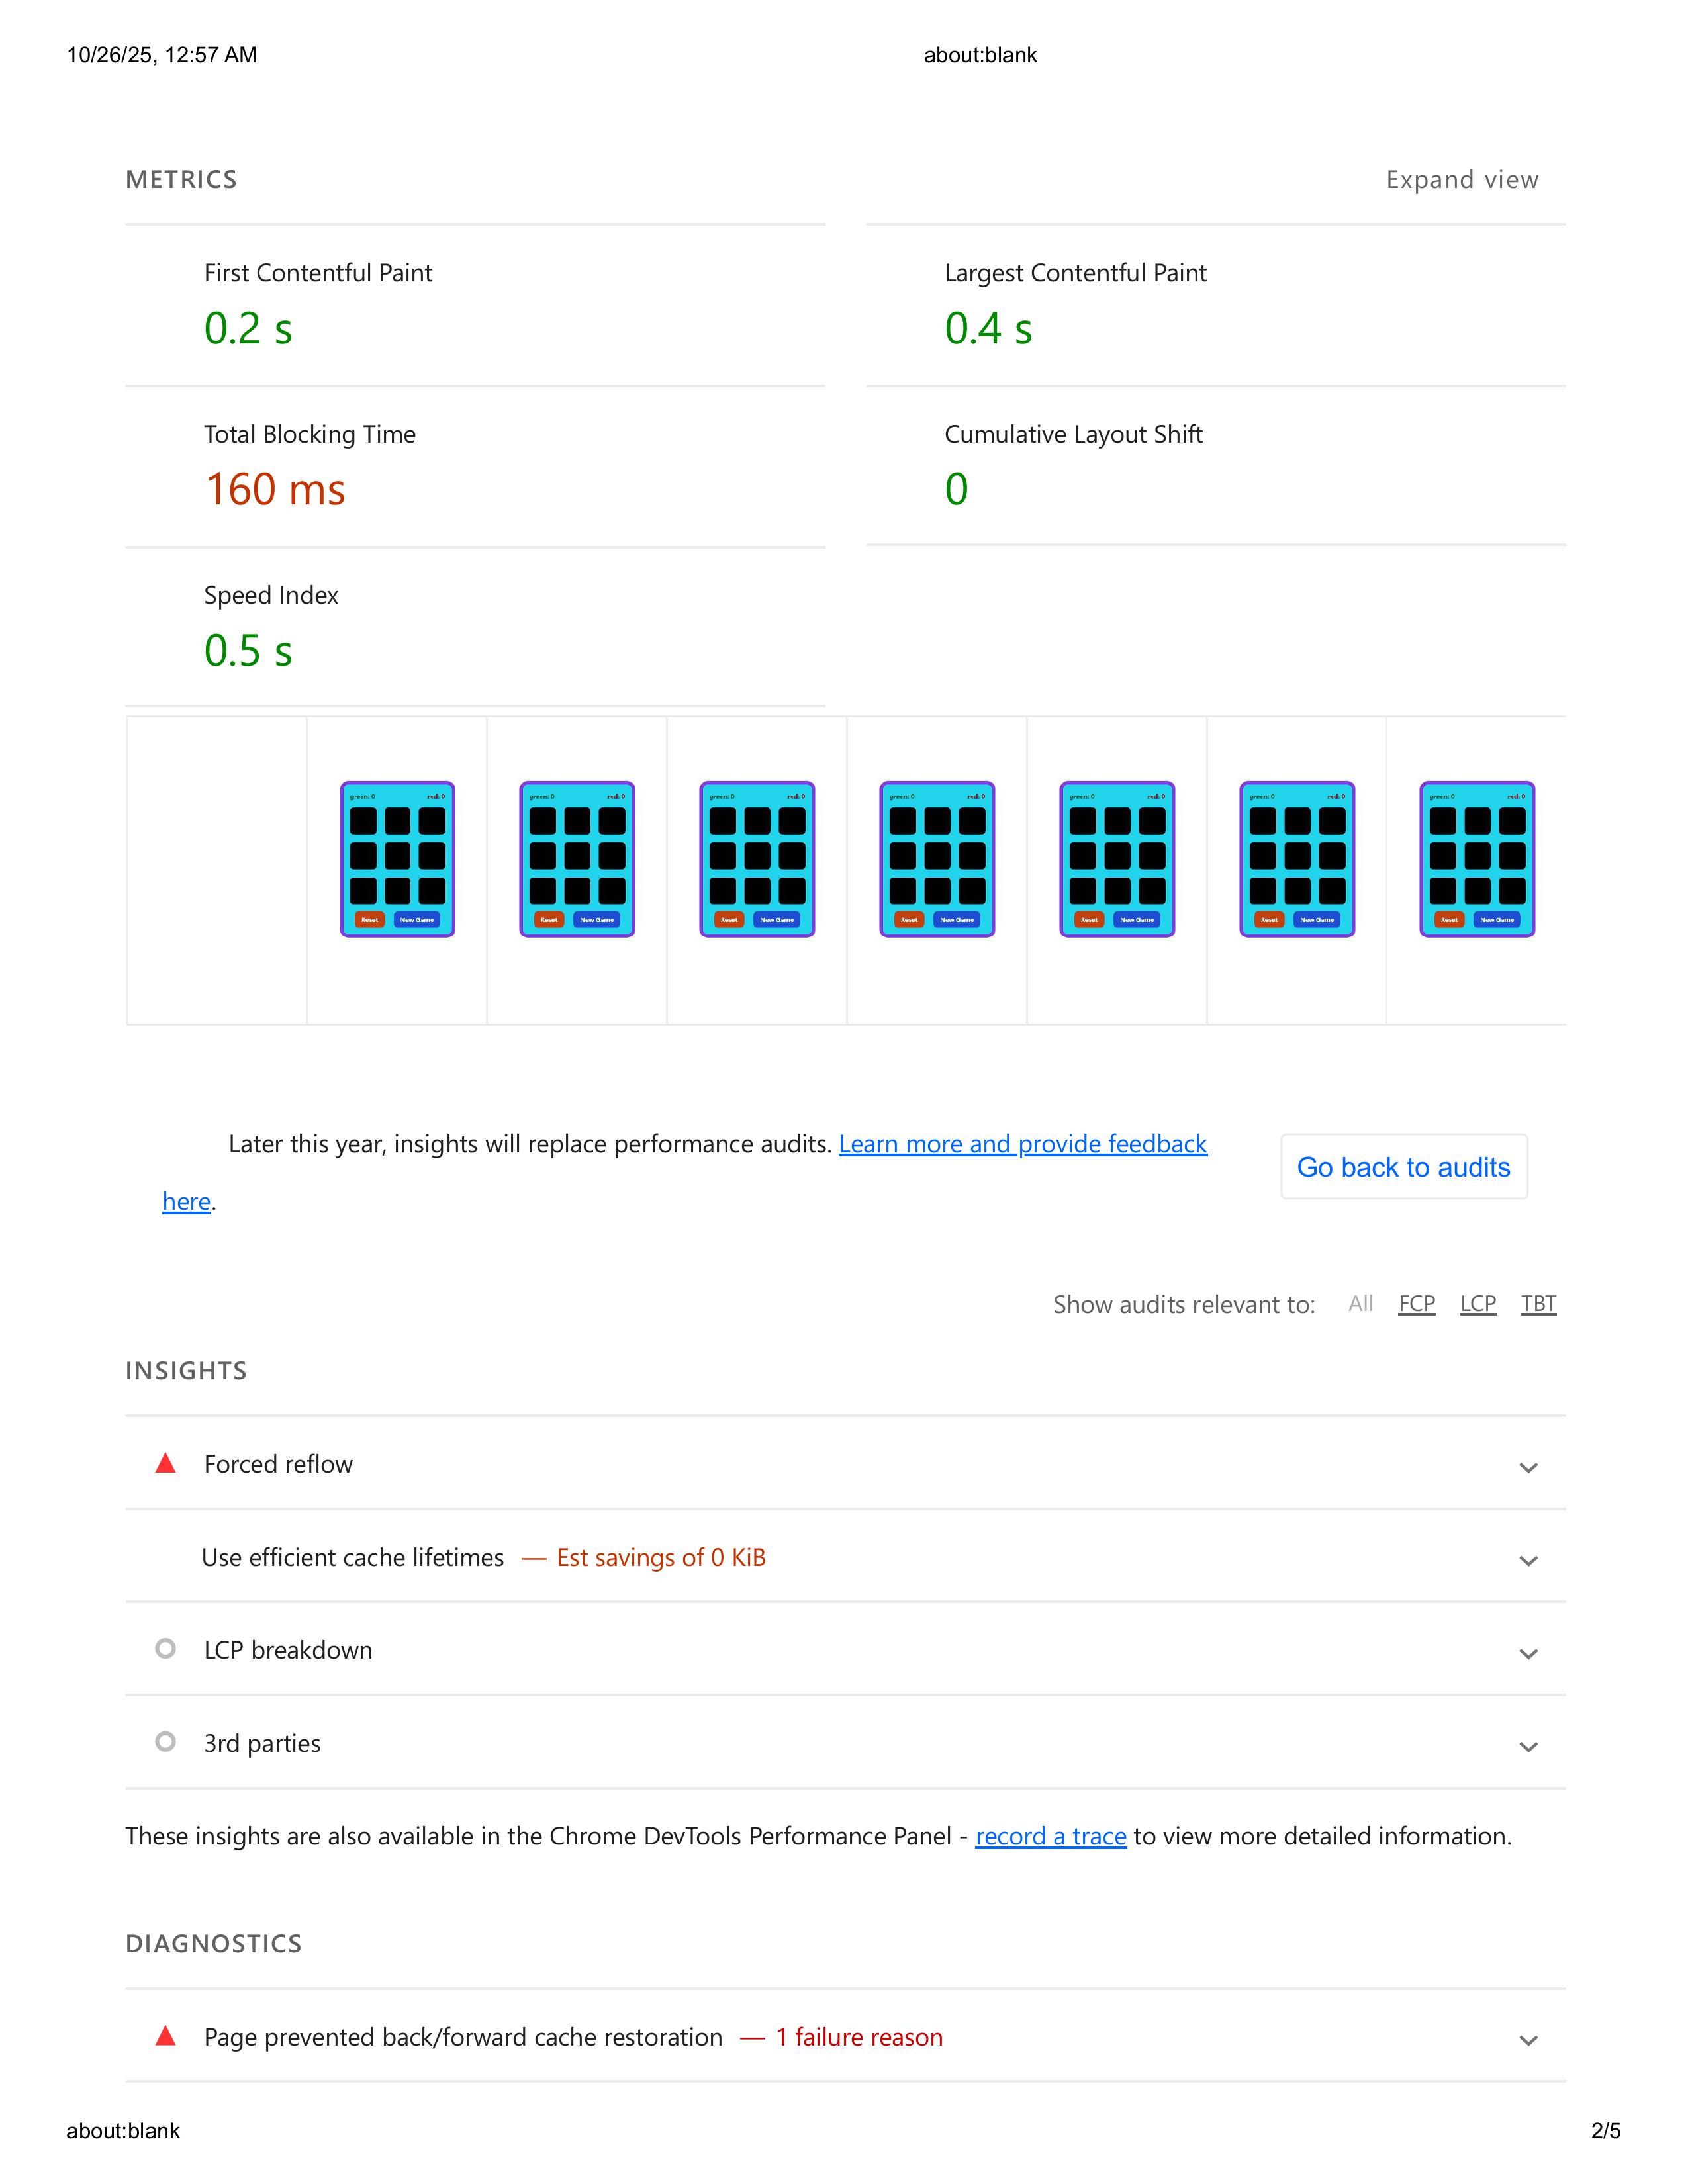 10/26/25, 12:57 AM about:blank
METRICS Expand view
First Contentful Paint Largest Contentful Paint
0.2 s 0.4 s
Total Blocking Time Cumulative Layout Shift
160 ms 0
Speed Index
0.5 s
green: 0 red: 0 green: 0 red: 0 green: 0 red: 0 green: 0 red: 0 green: 0 red: 0 green: 0 red: 0 green: 0 red: 0
Reset New Game Reset New Game Reset New Game Reset New Game Reset New Game Reset New Game Reset New Game
Later this year, insights will replace performance audits. Learn more and provide feedback
here.
Go back to audits
Show audits relevant to: All FCP LCP TBT
INSIGHTS
Forced reflow
Use efficient cache lifetimes — Est savings of 0 KiB
LCP breakdown
3rd parties
These insights are also available in the Chrome DevTools Performance Panel - record a trace to view more detailed information.
DIAGNOSTICS
Page prevented back/forward cache restoration — 1 failure reason
about:blank 2/5